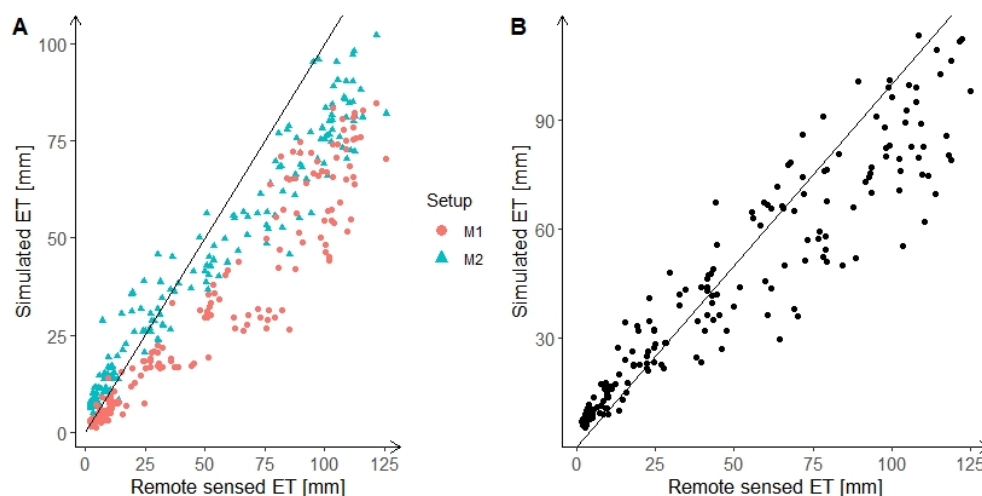 A
100
75
50
25
0
Simulated ET [mm]
0 25 50 75 100 125
Remote sensed ET [mm]
Setup
M1
M2
B
90
60
30
Simulated ET [mm]
0 25 50 75 100 125
Remote sensed ET [mm]